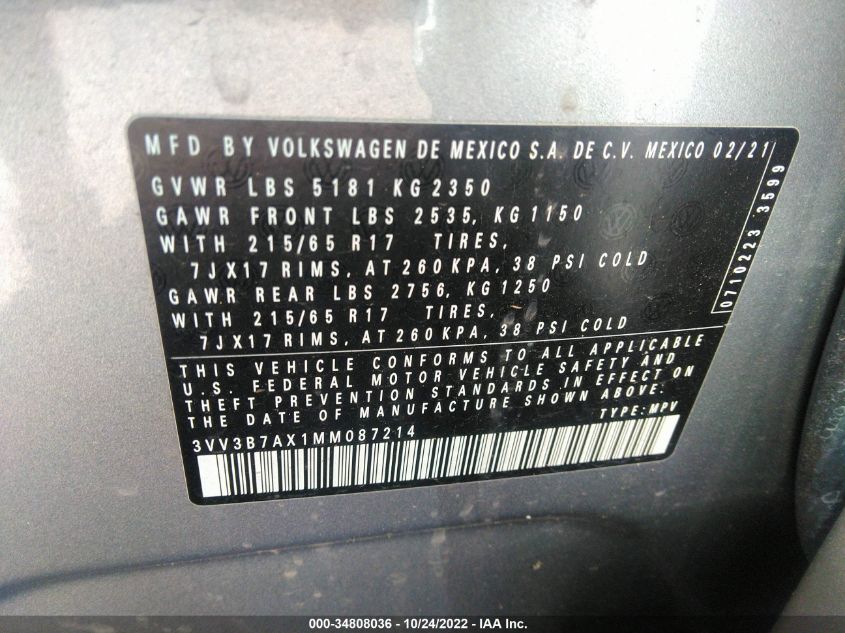 MFD BY VOLKSWAGEN DE MEXICO S.A. DE C.V. MEXICO 02/21
GVWR LBS 5181 KG 2350
GAWR FRONT LBS 2535, KG 1150
WITH 215/65 R17 TIRES,
7JX17 RIMS, AT 260 KPA, 38 PSI COLD
GAWR REAR LBS 2756, KG 1250
WITH 215/65 R17 TIRES,
7JX17 RIMS, AT 260 KPA, 38 PSI COLD
0710223 3599
THIS VEHICLE CONFORMS TO ALL APPLICABLE
U.S. FEDERAL MOTOR VEHICLE SAFETY AND
THEFT PREVENTION STANDARDS IN EFFECT ON
THE DATE OF MANUFACTURE SHOWN ABOVE.
TYPE: MPV
3VV3B7AX1MM087214
000-34808036 - 10/24/2022 - IAA Inc.